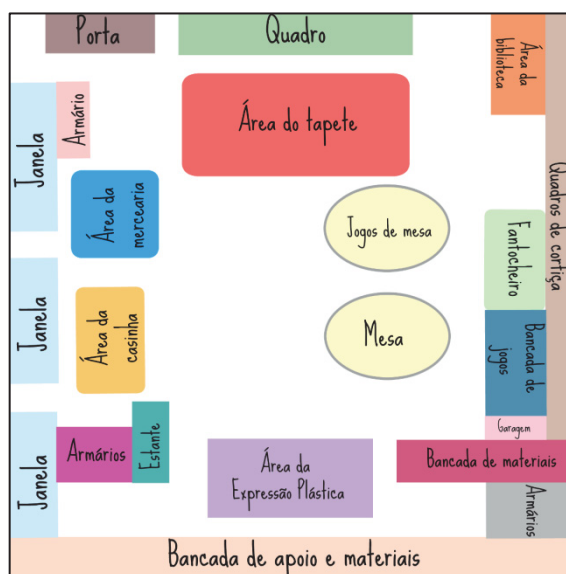 Porta
Quadro
Área da
biblioteca
Janela
Armário
Área do tapete
Quadros de cortiça
Área da
mercearia
Jogos de mesa
Fantocheiro
Janela
Área da
casinha
Mesa
Bancada de
jogos
Garagem
Janela
Armários
Estante
Área da
Expressão Plástica
Bancada de materiais
Armários
Bancada de apoio e materiais